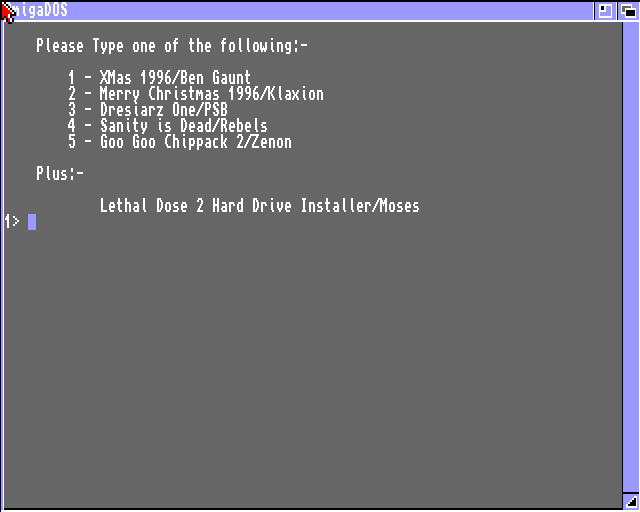 AmigaDOS
Please Type one of the following:-
1 - XMas 1996/Ben Gaunt
2 - Merry Christmas 1996/Klaxion
3 - Dresiarz One/PSB
4 - Sanity is Dead/Rebels
5 - Goo Goo Chippack 2/Zenon
Plus:-
Lethal Dose 2 Hard Drive Installer/Moses
1>